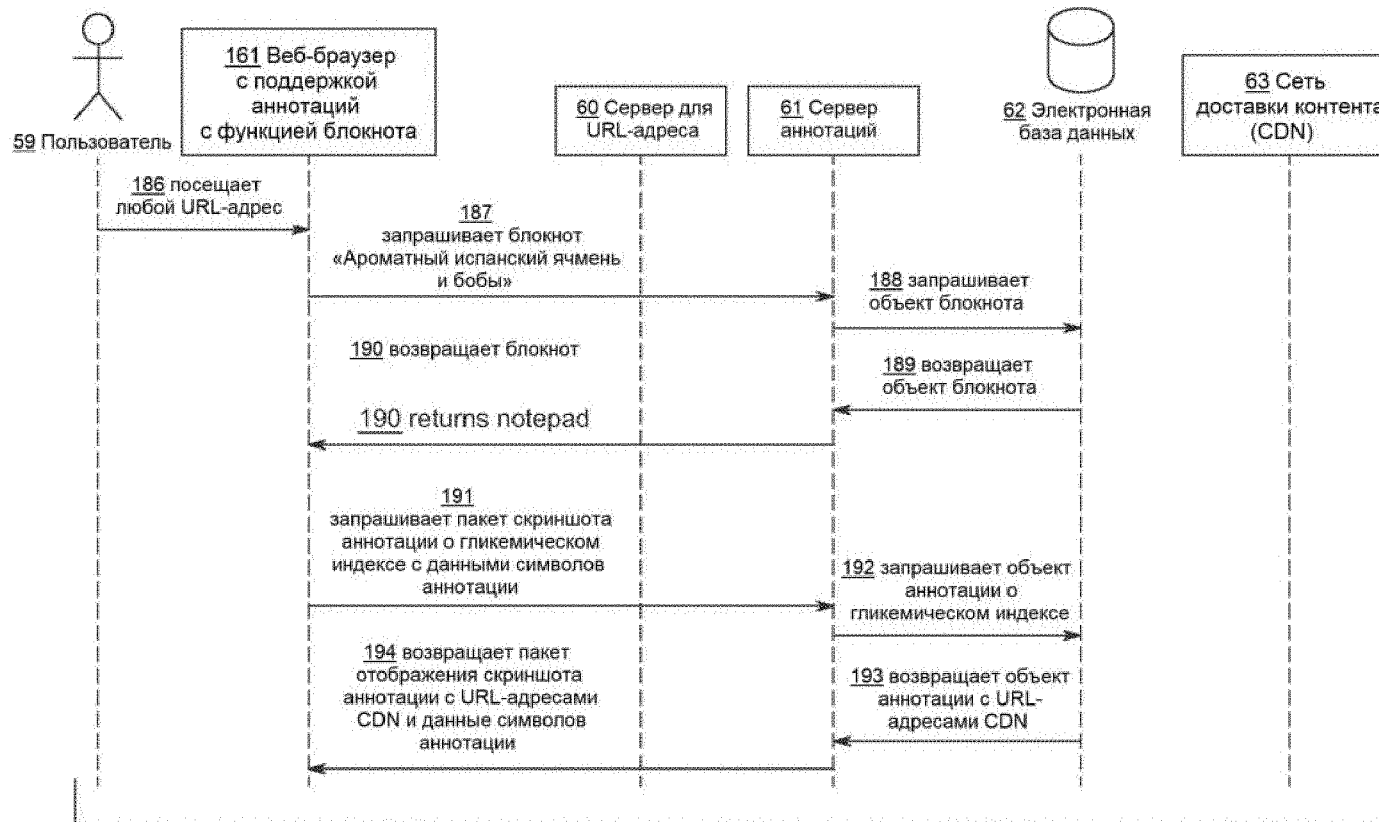 161 Веб-браузер
с поддержкой
аннотаций
с функцией блокнота
59 Пользователь
60 Сервер для
URL-адреса
61 Сервер
аннотаций
62 Электронная
база данных
63 Сеть
доставки контента
(CDN)
186 посещает
любой URL-адрес
187
запрашивает блокнот
«Ароматный испанский ячмень
и бобы»
188 запрашивает
объект блокнота
190 возвращает блокнот
189 возвращает
объект блокнота
190 returns notepad
191
запрашивает пакет скриншота
аннотации о гликемическом
индексе с данными символов
аннотации
192 запрашивает объект
аннотации о
гликемическом индексе
194 возвращает пакет
отображения скриншота
аннотации с URL-адресами
CDN и данные символов
аннотации
193 возвращает объект
аннотации с URL-
адресами CDN